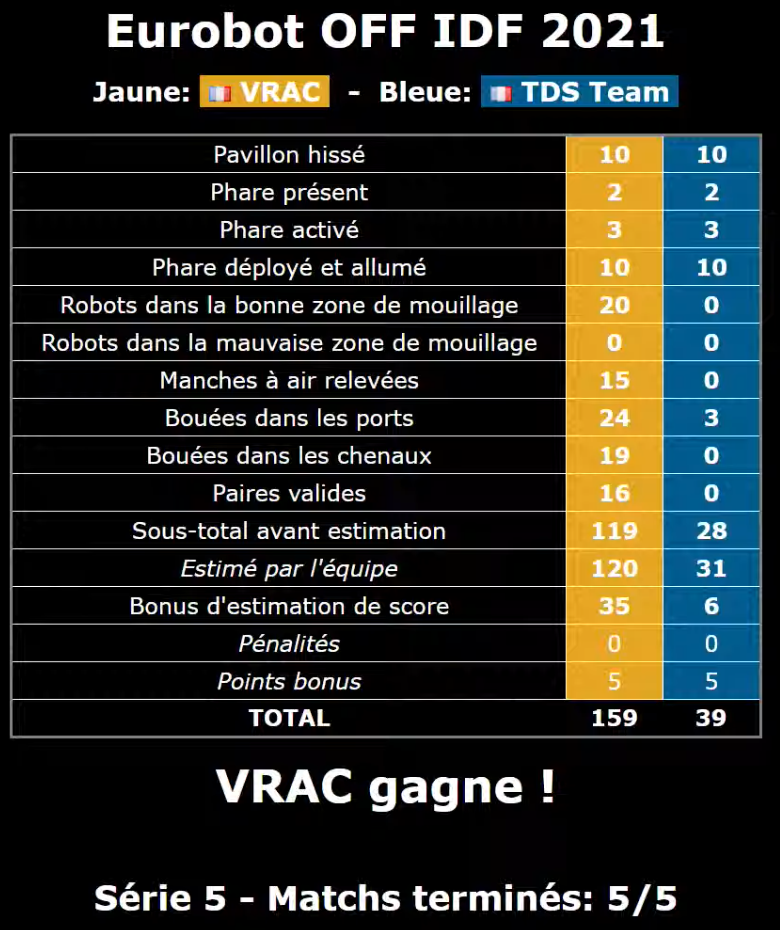 Eurobot OFF IDF 2021
Jaune: VRAC - Bleue: TDS Team
Pavillon hissé 10 10
Phare présent 2 2
Phare activé 3 3
Phare déployé et allumé 10 10
Robots dans la bonne zone de mouillage 20 0
Robots dans la mauvaise zone de mouillage 0 0
Manches à air relevées 15 0
Bouées dans les ports 24 3
Bouées dans les chenaux 19 0
Paires valides 16 0
Sous-total avant estimation 119 28
Estimé par l'équipe 120 31
Bonus d'estimation de score 35 6
Pénalités 0 0
Points bonus 5 5
TOTAL 159 39
VRAC gagne !
Série 5 - Matchs terminés: 5/5